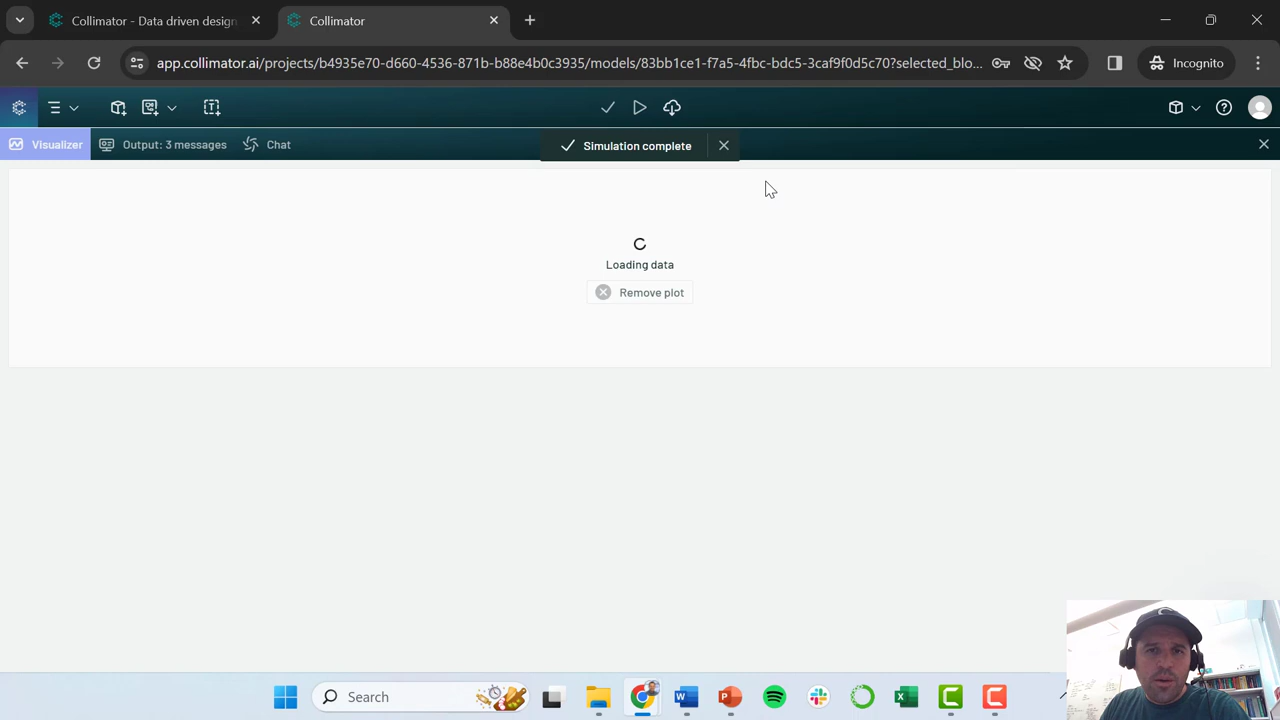 Collimator - Data driven design
Collimator
app.collimator.ai/projects/b4935e70-d660-4536-871b-b88e4b0c3935/models/83bb1ce1-f7a5-4fbc-bdc5-3caf9f0d5c70?selected_blo...
Incognito
Visualizer
Output: 3 messages
Chat
Simulation complete
Loading data
Remove plot
Search